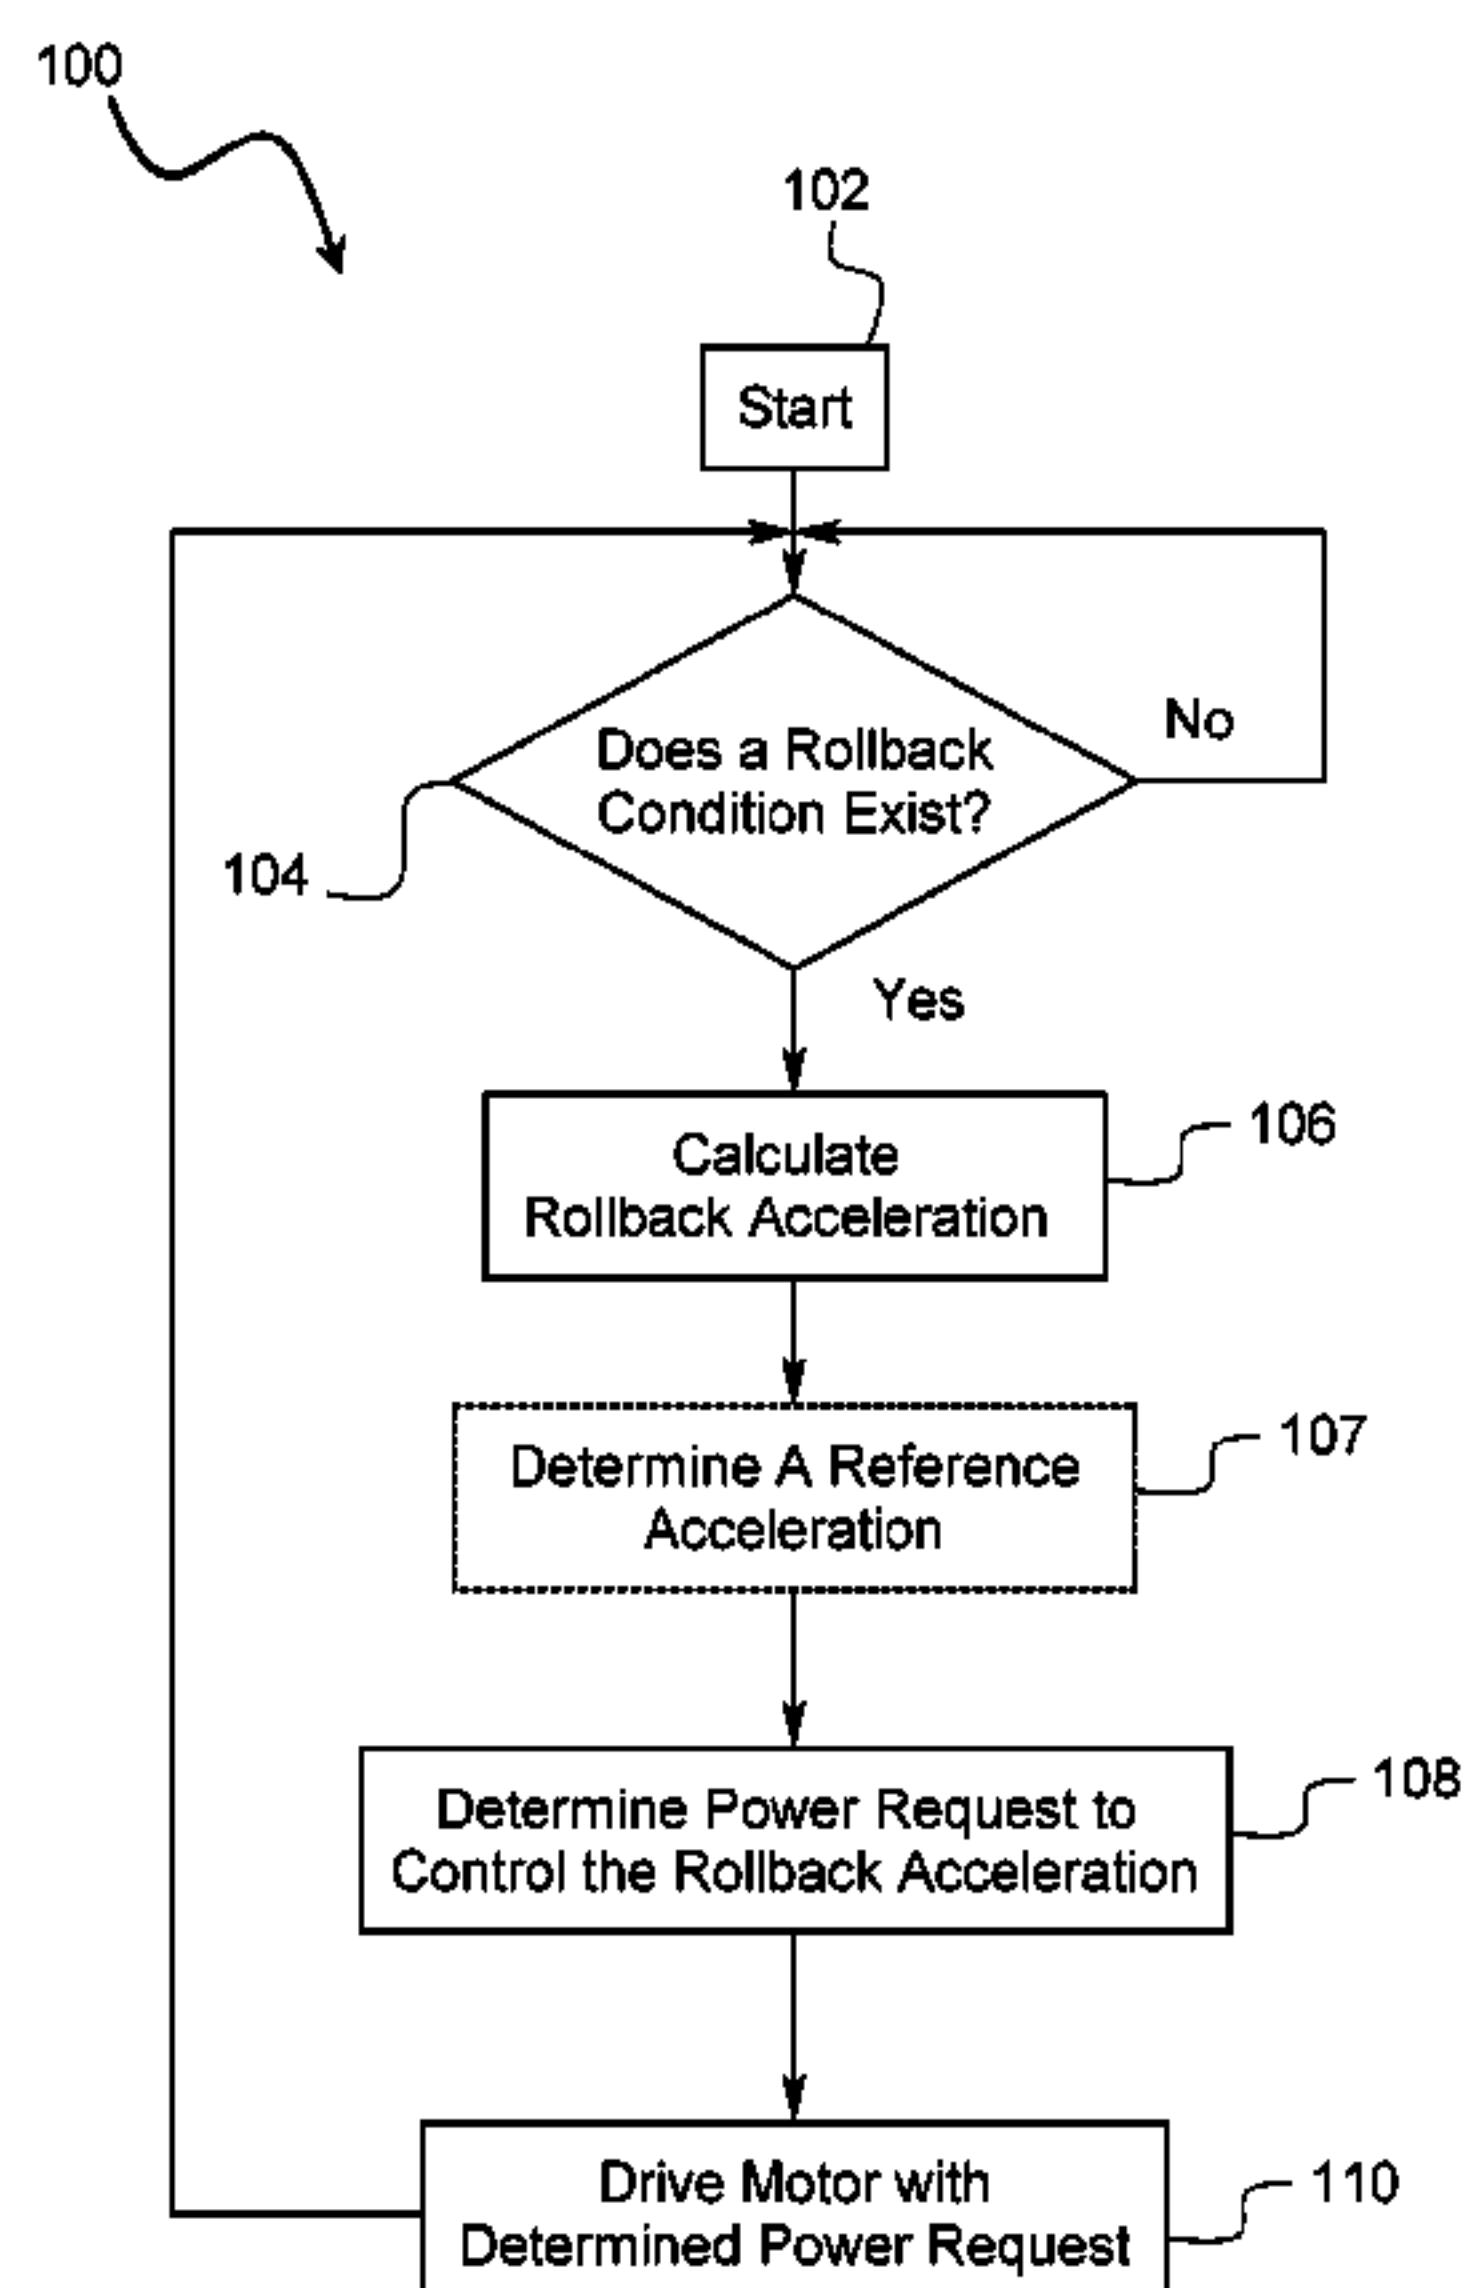 100
102
Start
No
Does a Rollback
Condition Exist?
104
Yes
106
Calculate
Rollback Acceleration
107
Determine A Reference
Acceleration
108
Determine Power Request to
Control the Rollback Acceleration
110
Drive Motor with
Determined Power Request